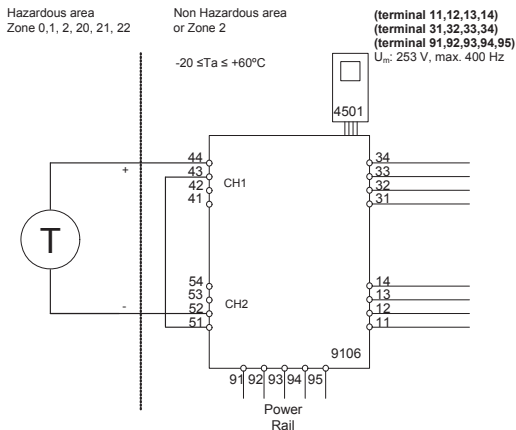 Hazardous area
Zone 0,1, 2, 20, 21, 22
Non Hazardous area
or Zone 2
-20 ≤Ta ≤ +60ºC
(terminal 11,12,13,14)
(terminal 31,32,33,34)
(terminal 91,92,93,94,95)
Um: 253 V, max. 400 Hz
4501
44
43
42
41
CH1
34
33
32
31
+
T
-
54
53
52
51
CH2
14
13
12
11
9106
91 92 93 94 95
Power
Rail